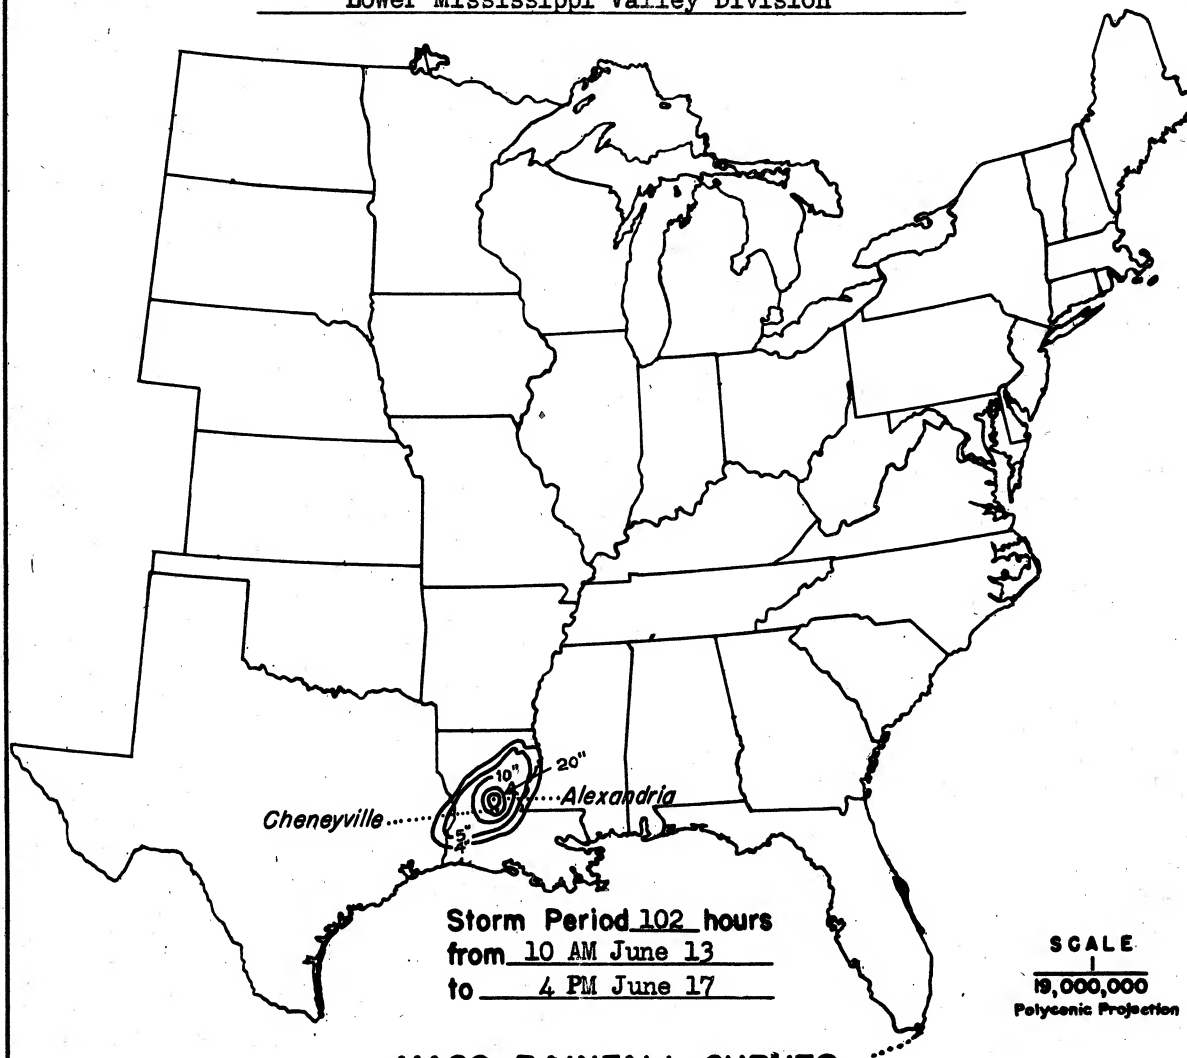 Lower Mississippi Valley Division
20"
10"
Alexandria
Cheneyville
5"
4"
Storm Period 102 hours
from 10 AM June 13
to 4 PM June 17
SCALE
1
19,000,000
Polyconic Projection
MASS RAINFALL CURVES